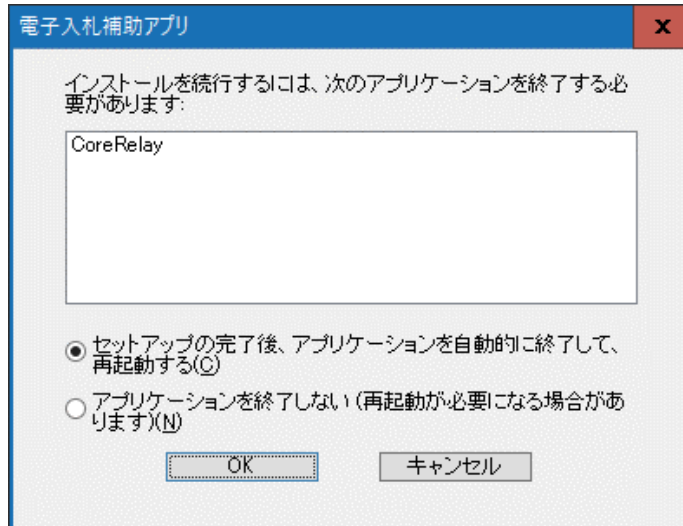 電子入札補助アプリ
x
インストールを続行するには、次のアプリケーションを終了する必
要があります:
CoreRelay
セットアップの完了後、アプリケーションを自動的に終了して、
再起動する(C)
アプリケーションを終了しない(再起動が必要になる場合があ
ります)(N)
OK
キャンセル